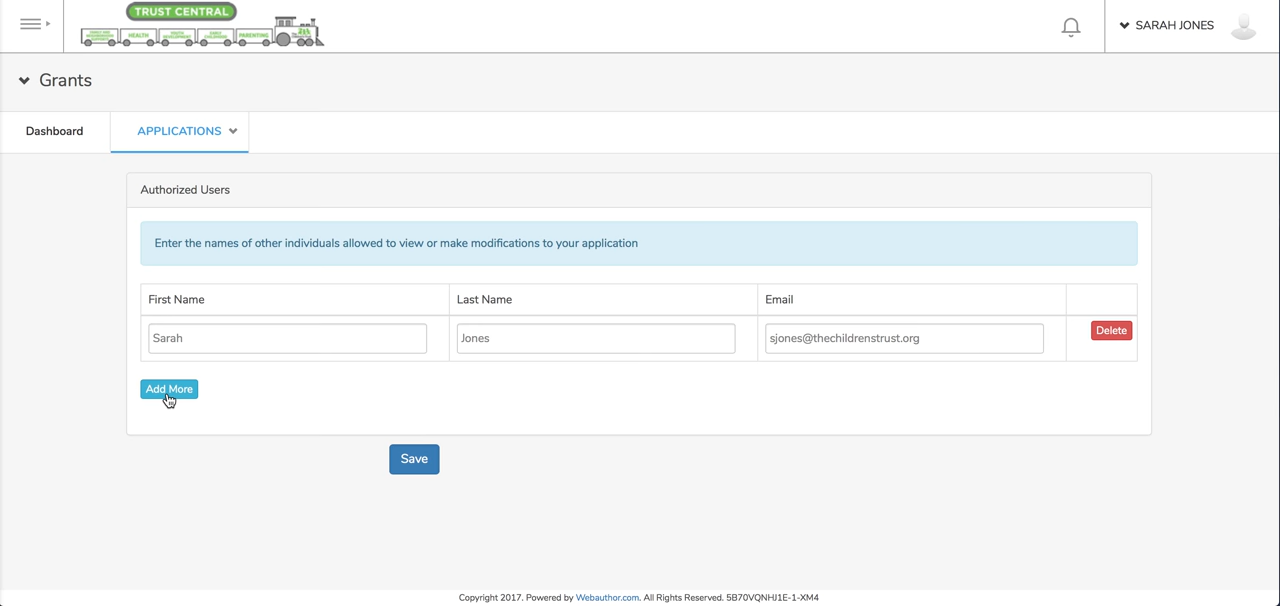 TRUST CENTRAL
HEALTH
PARENTING
SARAH JONES
Grants
Dashboard
APPLICATIONS
Authorized Users
Enter the names of other individuals allowed to view or make modifications to your application
First Name Last Name Email
Sarah Jones sjones@thechildrenstrust.org Delete
Add More
Save
Copyright 2017. Powered by Webauthor.com. All Rights Reserved. 5B70VQNHJ1E-1-XM4